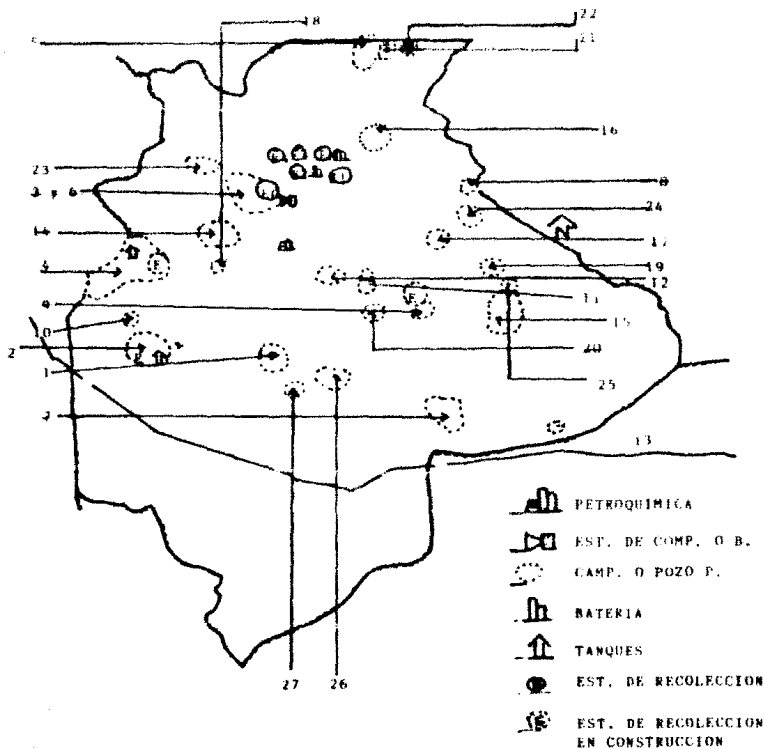 18
22
21
5
16
23
3 y 6
8
24
14
17
N
4
19
12
9
11
15
10
2
20
1
25
7
13
27
26
PETROQUIMICA
EST. DE COMP. O B.
CAMP. O POZO P.
BATERIA
TANQUES
EST. DE RECOLECCION
EST. DE RECOLECCION
EN CONSTRUCCION